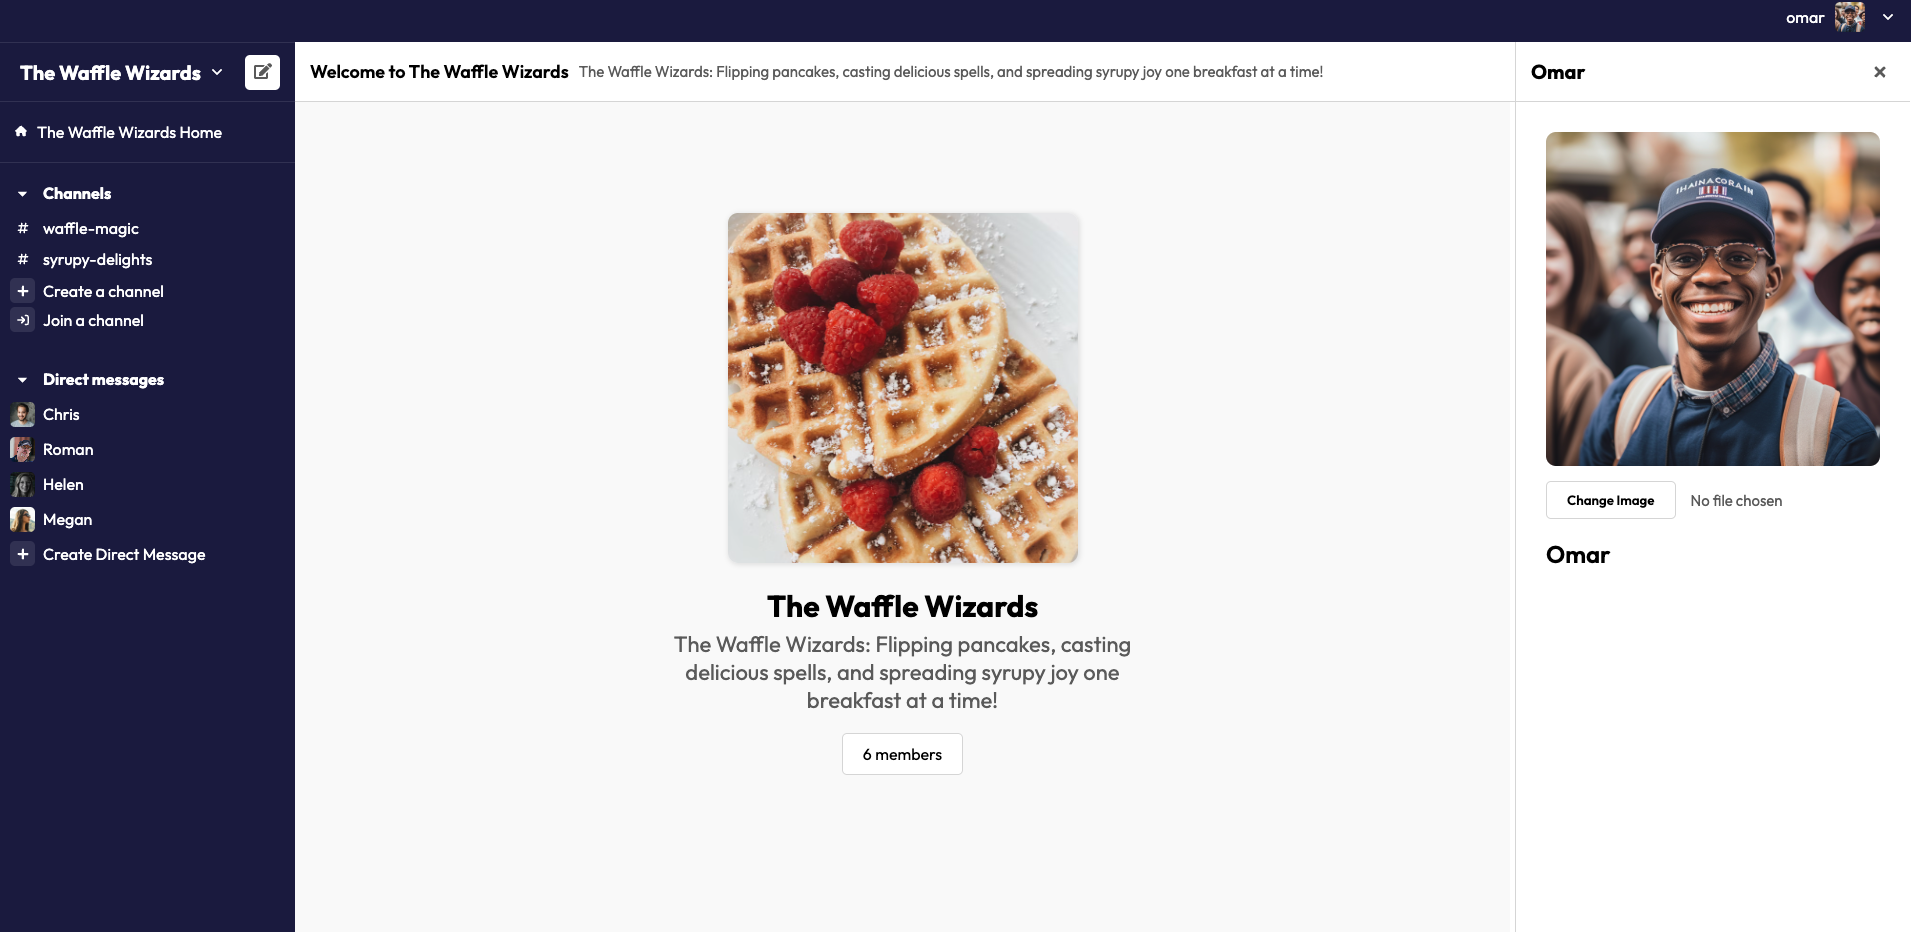 omar
The Waffle Wizards
The Waffle Wizards Home
Channels
# waffle-magic
# syrupy-delights
+ Create a channel
Join a channel
Direct messages
Chris
Roman
Helen
Megan
+ Create Direct Message
Welcome to The Waffle Wizards The Waffle Wizards: Flipping pancakes, casting delicious spells, and spreading syrupy joy one breakfast at a time!
The Waffle Wizards
The Waffle Wizards: Flipping pancakes, casting
delicious spells, and spreading syrupy joy one
breakfast at a time!
6 members
Omar
Change Image No file chosen
Omar